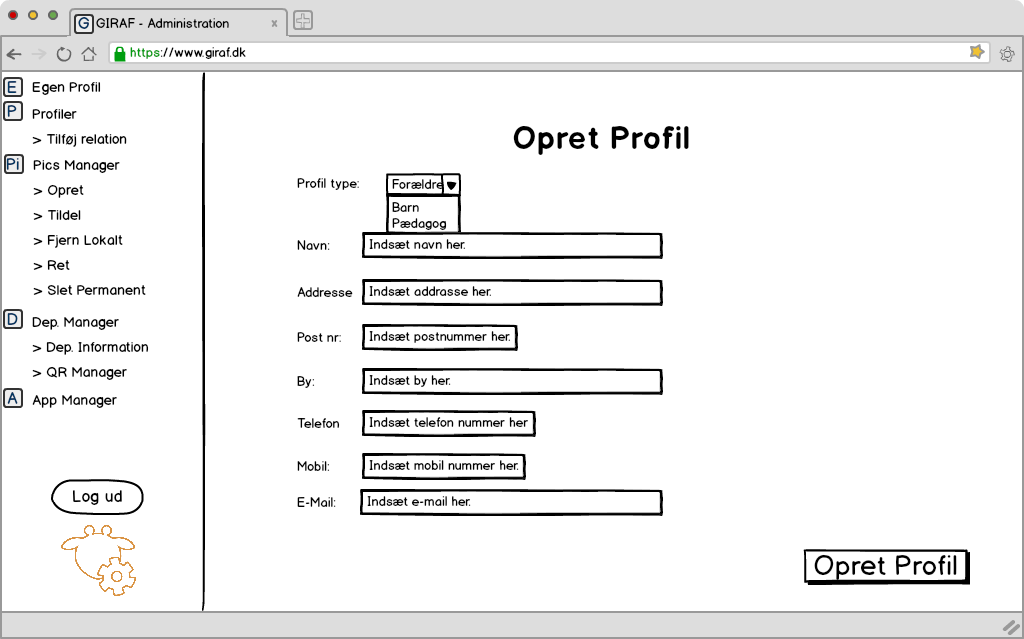 G GIRAF - Administration x
https://www.giraf.dk
E Egen Profil
P Profiler
> Tilføj relation
Pi Pics Manager
> Opret
> Tildel
> Fjern Lokalt
> Ret
> Slet Permanent
D Dep. Manager
> Dep. Information
> QR Manager
A App Manager
Log ud
Opret Profil
Profil type: Forældre
Barn
Pædagog
Navn: Indsæt navn her.
Addresse Indsæt addrasse her.
Post nr: Indsæt postnummer her.
By: Indsæt by her.
Telefon Indsæt telefon nummer her
Mobil: Indsæt mobil nummer her.
E-Mail: Indsæt e-mail her.
Opret Profil